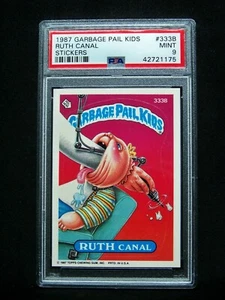 1987 GARBAGE PAIL KIDS #333B
RUTH CANAL MINT
STICKERS PSA 9
42721175
333B
GARBAGE PAIL KIDS
RUTH CANAL